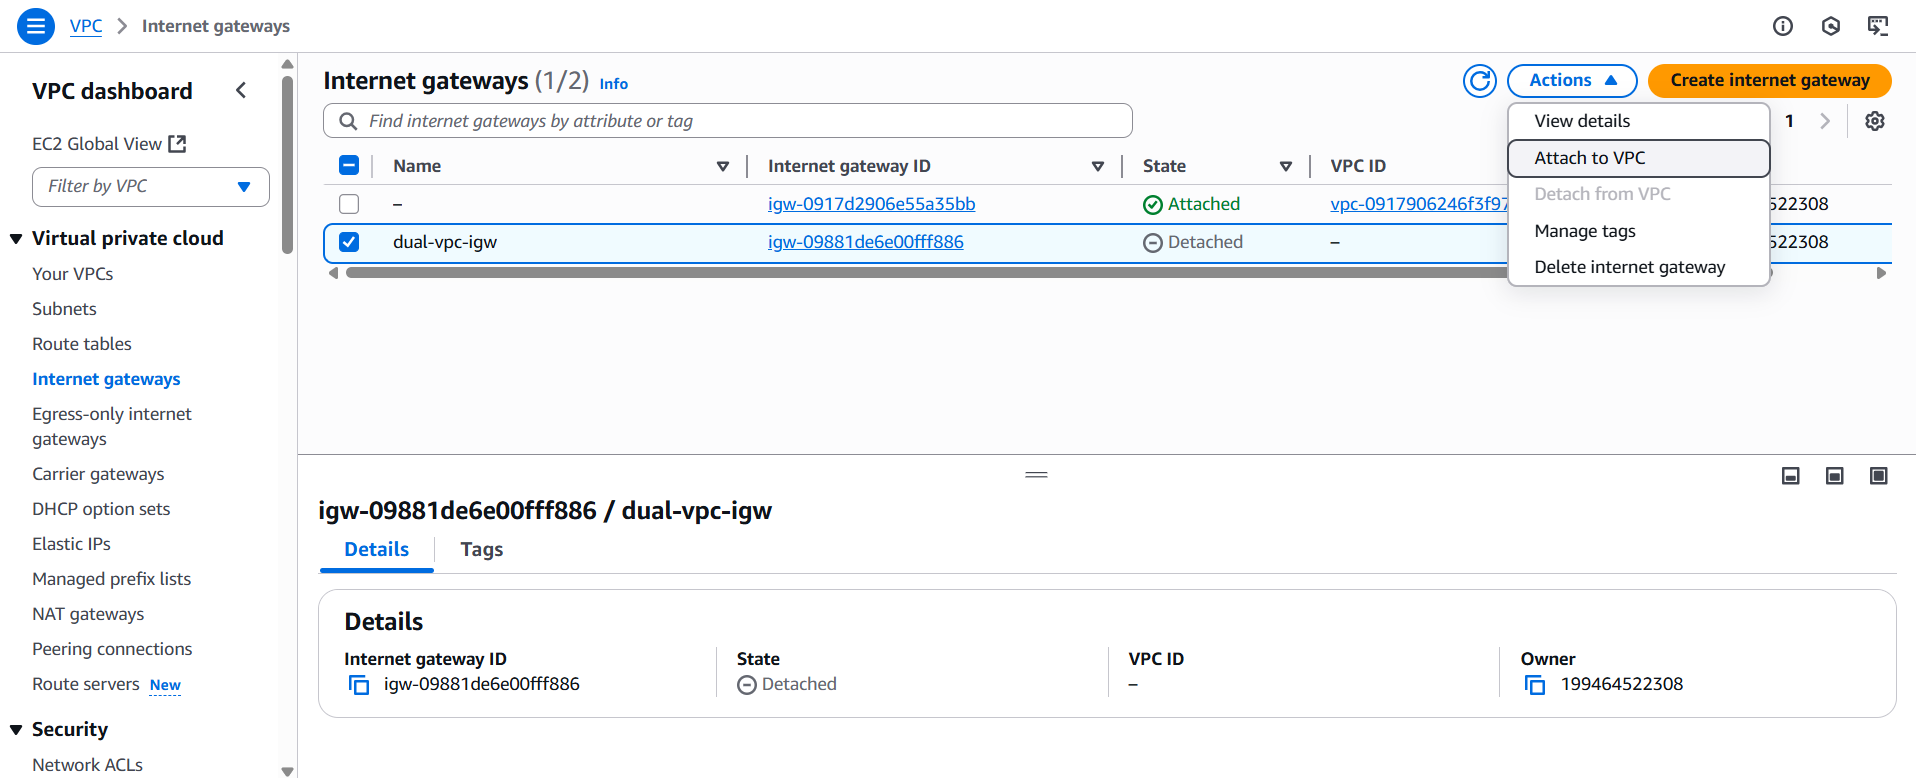 VPC > Internet gateways
VPC dashboard
EC2 Global View
Filter by VPC
Virtual private cloud
Your VPCs
Subnets
Route tables
Internet gateways
Egress-only internet
gateways
Carrier gateways
DHCP option sets
Elastic IPs
Managed prefix lists
NAT gateways
Peering connections
Route servers New
Security
Network ACLs
Internet gateways (1/2) Info
Actions
Create internet gateway
Find internet gateways by attribute or tag
1
View details
Attach to VPC
Detach from VPC
Manage tags
Delete internet gateway
Name Internet gateway ID State VPC ID
– igw-0917d2906e55a35bb Attached vpc-0917906246f3f97 522308
dual-vpc-igw igw-09881de6e00fff886 Detached – 522308
igw-09881de6e00fff886 / dual-vpc-igw
Details Tags
Details
Internet gateway ID State VPC ID Owner
igw-09881de6e00fff886 Detached – 199464522308